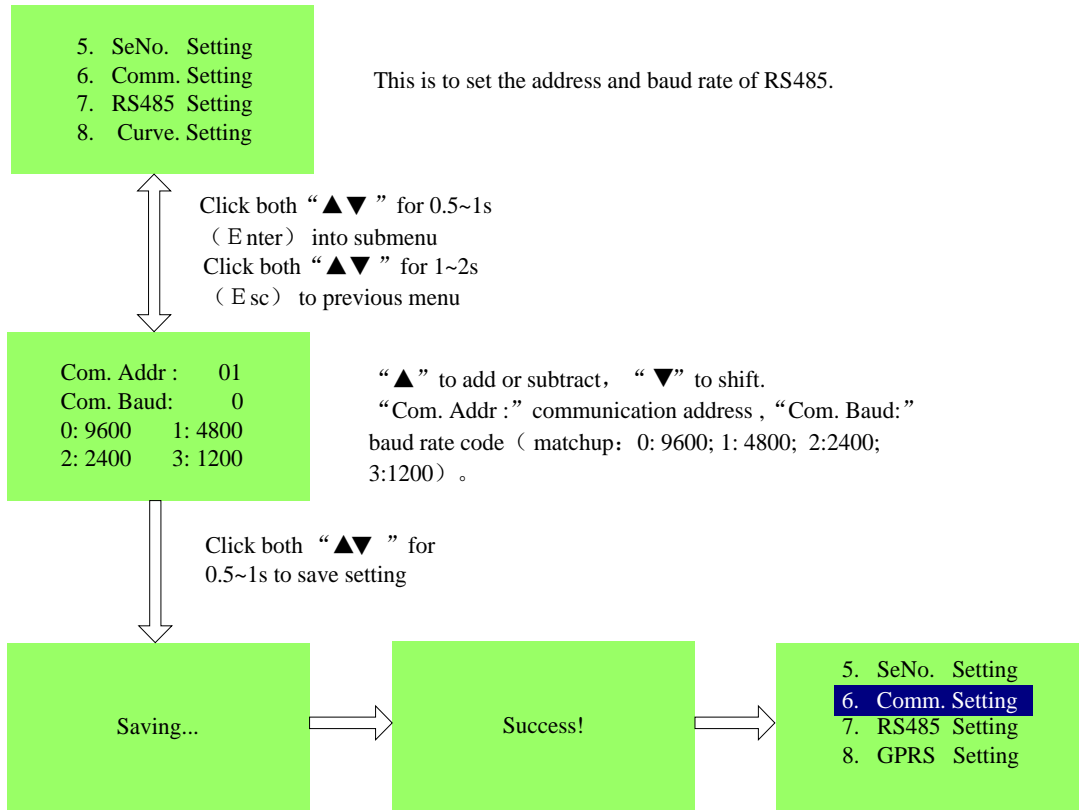 5. SeNo. Setting
6. Comm. Setting
7. RS485 Setting
8. Curve. Setting
This is to set the address and baud rate of RS485.
Click both “▲▼ ” for 0.5~1s
（Ｅnter） into submenu
Click both “▲▼ ” for 1~2s
（Ｅsc） to previous menu
Com. Addr : 01
Com. Baud: 0
0: 9600 1: 4800
2: 2400 3: 1200
“▲” to add or subtract， “ ▼” to shift.
“Com. Addr :” communication address , “Com. Baud:”
baud rate code（ matchup： 0: 9600; 1: 4800; 2:2400;
3:1200）。
Click both “▲▼ ” for
0.5~1s to save setting
Saving...
Success!
5. SeNo. Setting
6. Comm. Setting
7. RS485 Setting
8. GPRS Setting